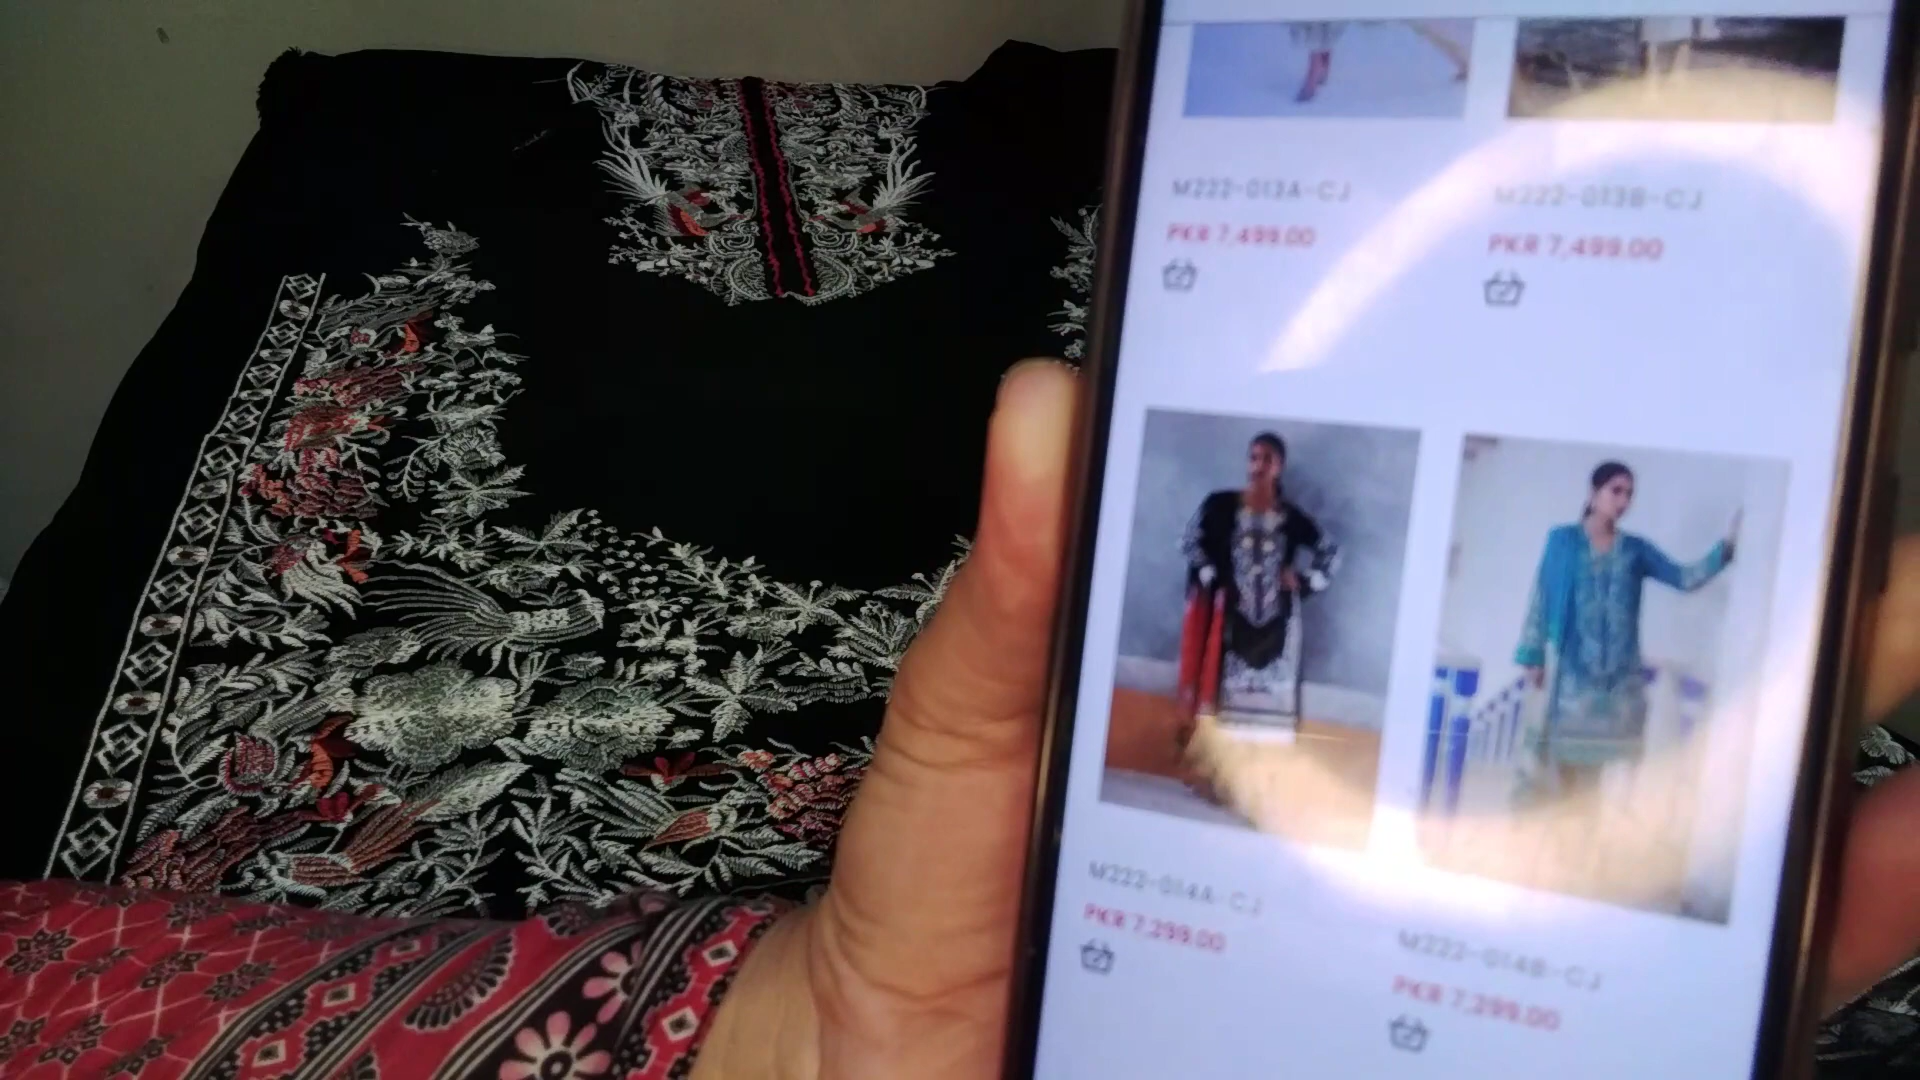 M222-013A-CJ
PKR 7,499.00
M222-013B-CJ
PKR 7,499.00
M222-014A-CJ
PKR 7,299.00
M222-014B-CJ
PKR 7,299.00